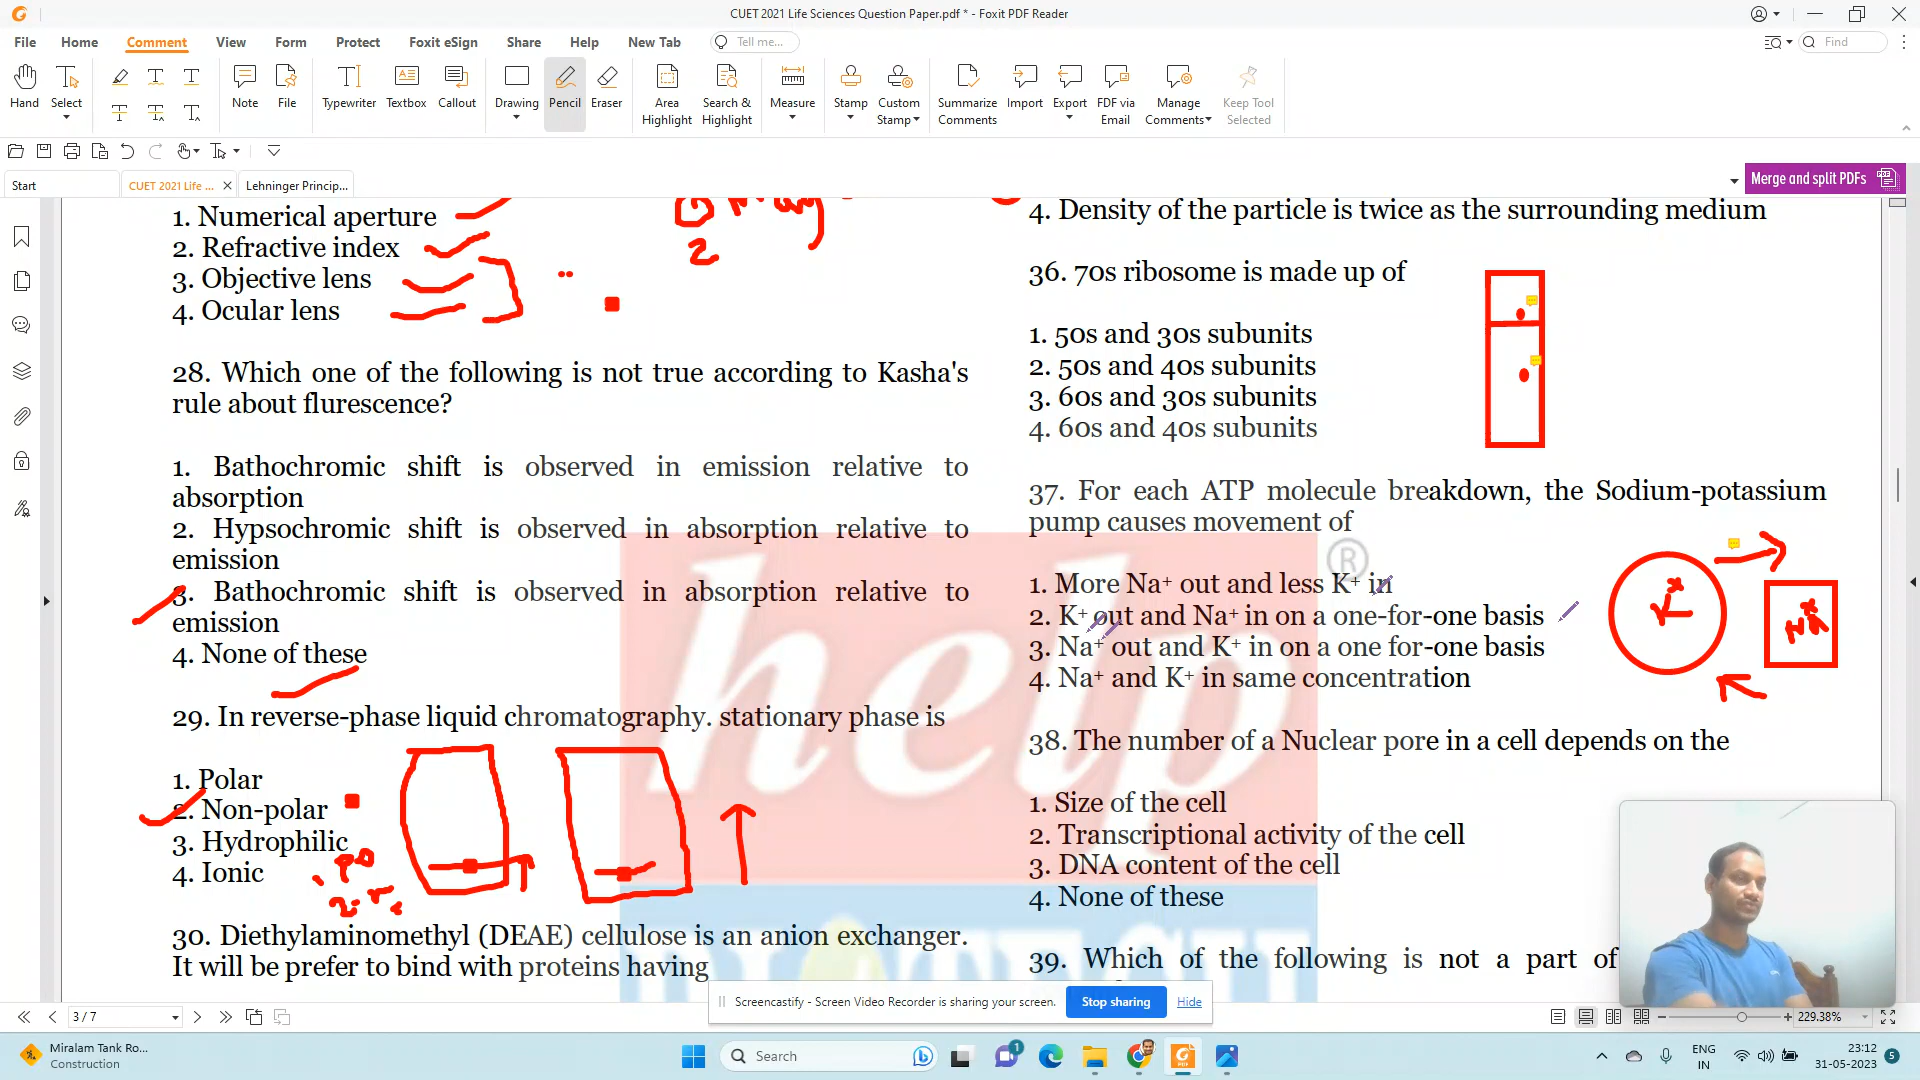 CUET 2021 Life Sciences Question Paper.pdf * - Foxit PDF Reader
File Home Comment View Form Protect Foxit eSign Share Help New Tab Tell me... Find
Hand Select Note File Typewriter Textbox Callout Drawing Pencil Eraser Area Highlight Search & Highlight Measure Stamp Custom Stamp Summarize Comments Import Export FDF via Email Manage Comments Keep Tool Selected
Start CUET 2021 Life ... Lehninger Princip... Merge and split PDFs
1. Numerical aperture
2. Refractive index
3. Objective lens
4. Ocular lens
2
28. Which one of the following is not true according to Kasha's
rule about flurescence?
1. Bathochromic shift is observed in emission relative to
absorption
2. Hypsochromic shift is observed in absorption relative to
emission
3. Bathochromic shift is observed in absorption relative to
emission
4. None of these
29. In reverse-phase liquid chromatography. stationary phase is
1. Polar
2. Non-polar
3. Hydrophilic
4. Ionic
30. Diethylaminomethyl (DEAE) cellulose is an anion exchanger.
It will be prefer to bind with proteins having
4. Density of the particle is twice as the surrounding medium
36. 70s ribosome is made up of
1. 50s and 30s subunits
2. 50s and 40s subunits
3. 60s and 30s subunits
4. 60s and 40s subunits
37. For each ATP molecule breakdown, the Sodium-potassium
pump causes movement of
1. More Na⁺ out and less K⁺ in
2. K⁺ out and Na⁺ in on a one-for-one basis
3. Na⁺ out and K⁺ in on a one for-one basis
4. Na⁺ and K⁺ in same concentration
38. The number of a Nuclear pore in a cell depends on the
1. Size of the cell
2. Transcriptional activity of the cell
3. DNA content of the cell
4. None of these
39. Which of the following is not a part of
help ®
Screencastify - Screen Video Recorder is sharing your screen. Stop sharing Hide
3 / 7 229.38%
Miralam Tank Ro...
Construction
Search
1
ENG
IN
23:12
31-05-2023
5